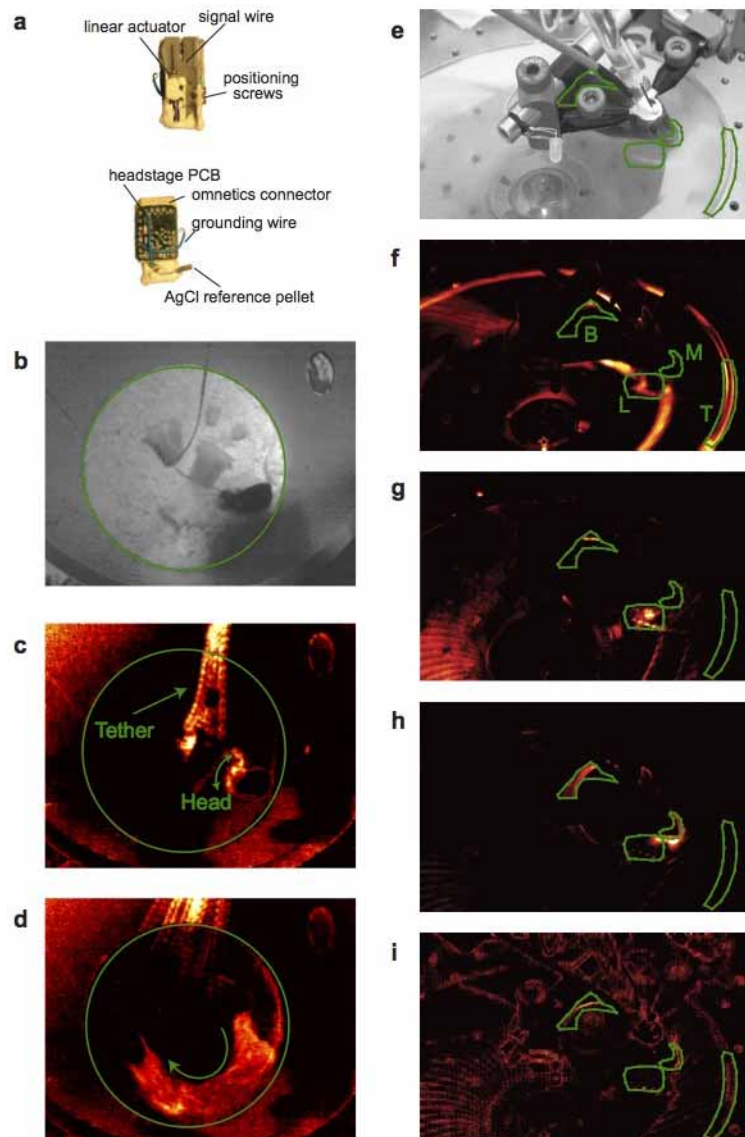 a
signal wire
linear actuator
positioning
screws
headstage PCB
omnetics connector
grounding wire
AgCl reference pellet
b
c
Tether
Head
d
e
f
B
M
L
T
g
h
i